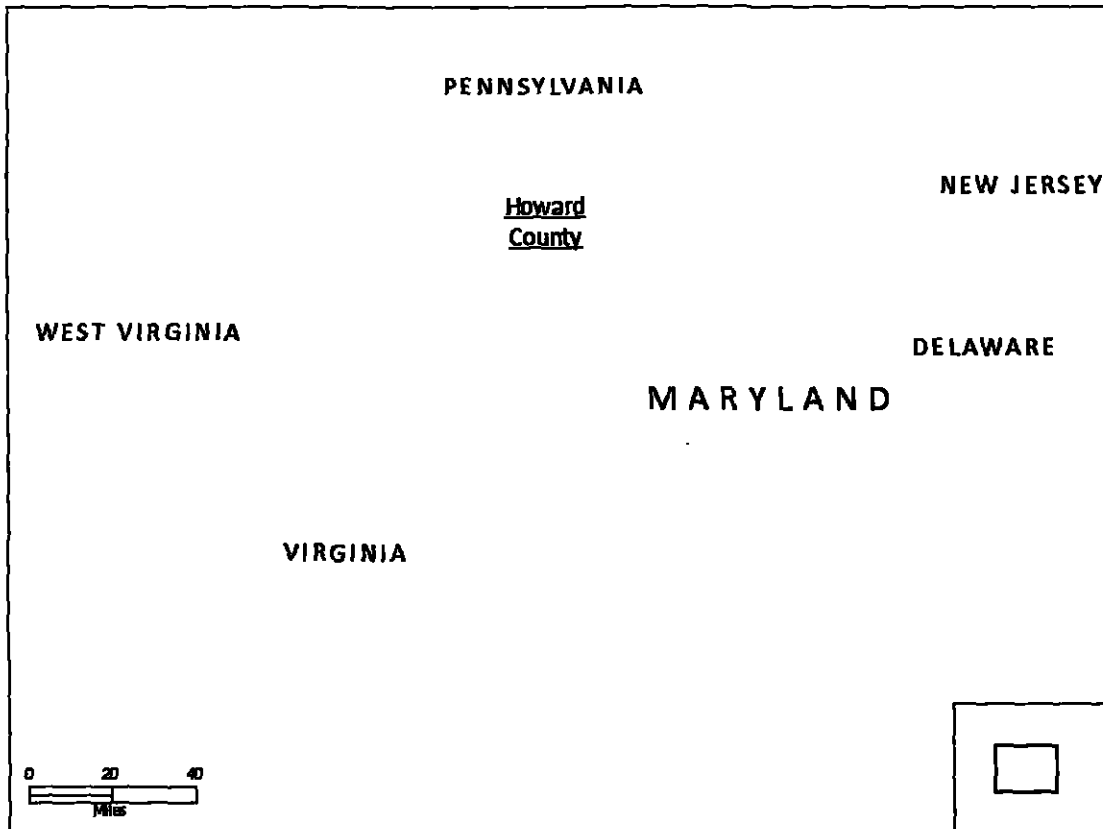 PENNSYLVANIA
NEW JERSEY
Howard
County
WEST VIRGINIA
DELAWARE
MARYLAND
VIRGINIA
0 20 40
Miles